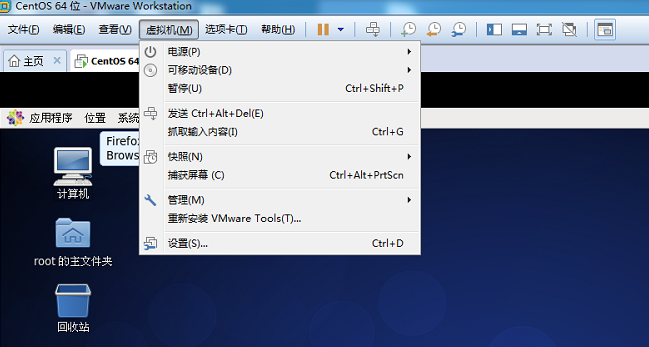 CentOS 64 位 - VMware Workstation
文件(F) 编辑(E) 查看(V) 虚拟机(M) 选项卡(T) 帮助(H)
主页 CentOS 64
电源(P)
可移动设备(D)
暂停(U) Ctrl+Shift+P
发送 Ctrl+Alt+Del(E)
抓取输入内容(I) Ctrl+G
快照(N)
捕获屏幕 (C) Ctrl+Alt+PrtScn
管理(M)
重新安装 VMware Tools(T)...
设置(S)... Ctrl+D
应用程序 位置 系统
Firefox
Brows
计算机
root 的主文件夹
回收站